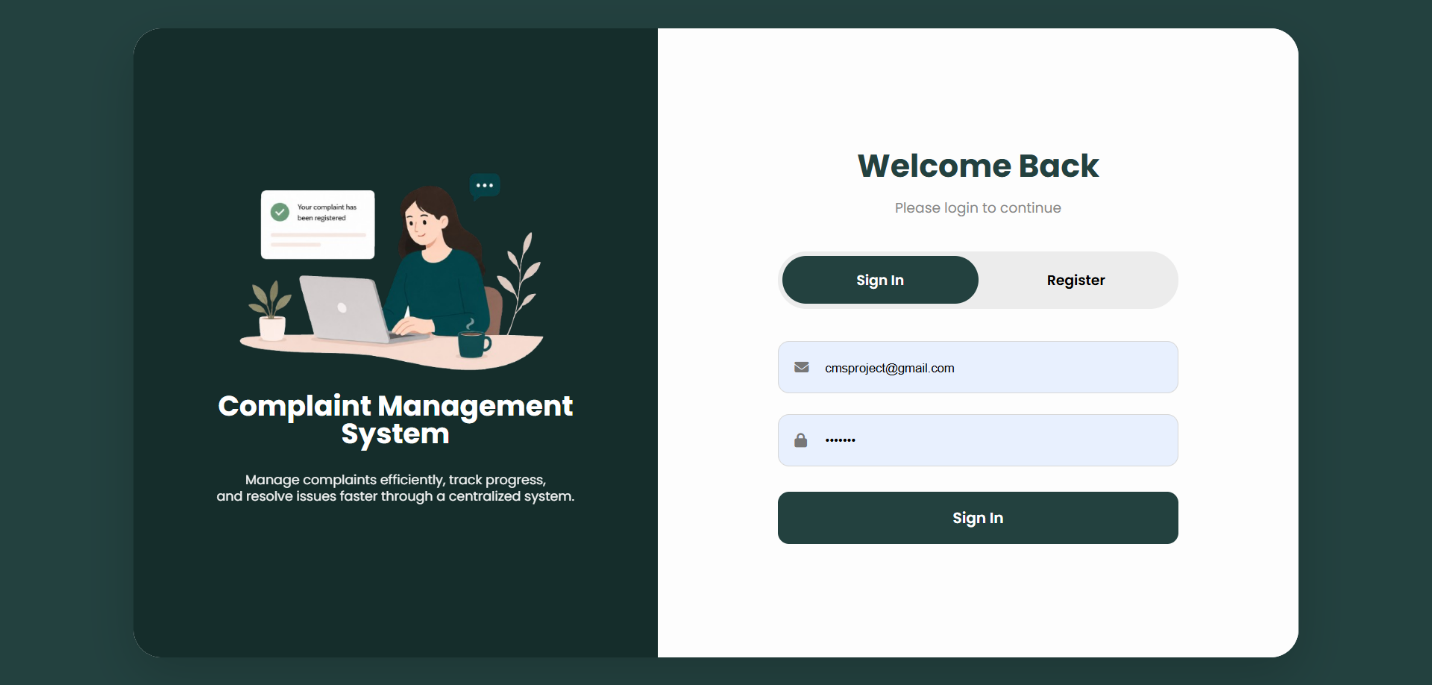 Your complaint has
been registered
Complaint Management
System
Manage complaints efficiently, track progress,
and resolve issues faster through a centralized system.
Welcome Back
Please login to continue
Sign In
Register
cmsproject@gmail.com
•••••••
Sign In